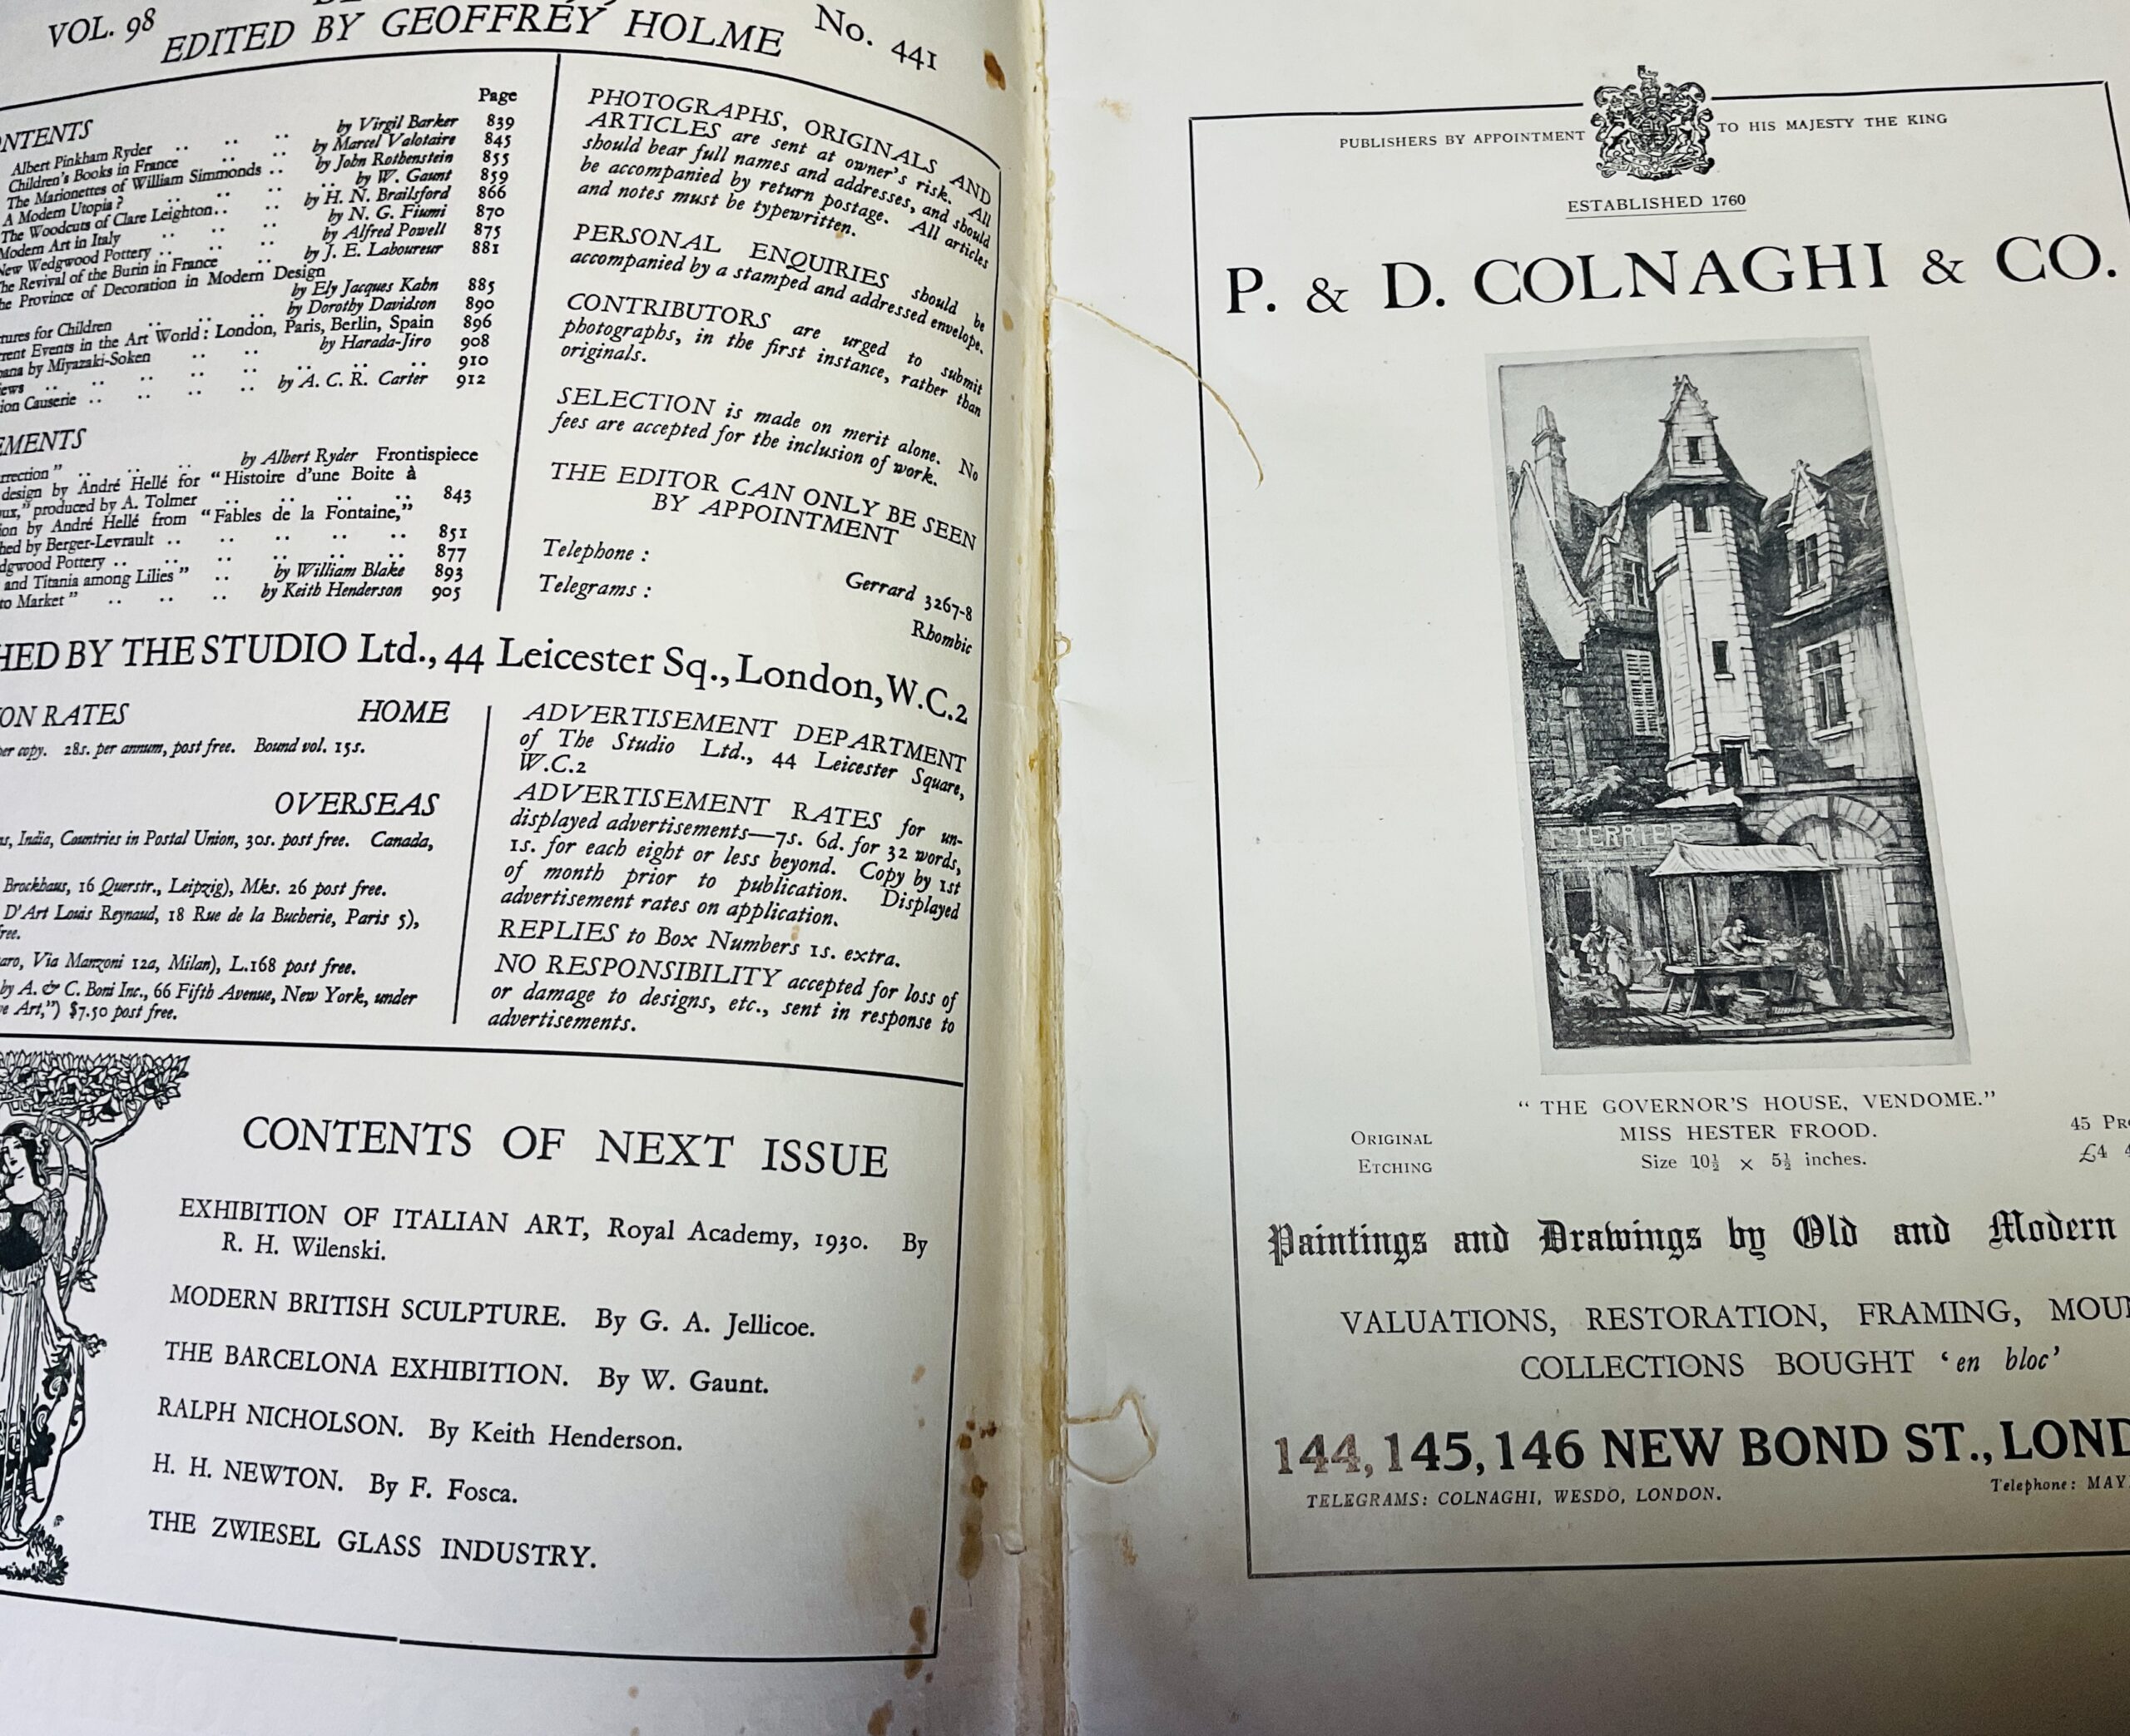 VOL. 98
EDITED BY GEOFFREY HOLME
No. 441
Page
Albert Pinkham Ryder .. .. .. by Virgil Barker 839
Children's Books in France .. .. by Marcel Valotaire 845
The Marionettes of William Simmonds .. by John Rothenstein 855
A Modern Utopia? .. .. .. by W. Gaunt 859
The Woodcuts of Clare Leighton.. .. by H. N. Brailsford 866
Modern Art in Italy .. .. .. by N. G. Fiumi 870
New Wedgwood Pottery .. .. .. by Alfred Powell 875
The Revival of the Burin in France .. by J. E. Laboureur 881
Province of Decoration in Modern Design
by Ely Jacques Kahn 885
for Children .. .. .. by Dorothy Davidson 890
Events in the Art World: London, Paris, Berlin, Spain 896
by Miyazaki-Soken .. .. by Harada-Jiro 908
.. .. .. .. .. .. .. 910
Causerie .. .. .. .. by A. C. R. Carter 912
by Albert Ryder Frontispiece
design by André Hellé for "Histoire d'une Boite à
produced by A. Tolmer .. .. .. .. 843
by André Hellé from "Fables de la Fontaine,"
by Berger-Levrault .. .. .. .. .. 851
Pottery .. .. .. .. .. .. 877
and Titania among Lilies" .. by William Blake 893
to Market" .. .. .. by Keith Henderson 905
PHOTOGRAPHS, ORIGINALS AND
ARTICLES are sent at owner's risk. All
should bear full names and addresses, and should
be accompanied by return postage. All articles
and notes must be typewritten.
PERSONAL ENQUIRIES should be
accompanied by a stamped and addressed envelope.
CONTRIBUTORS are urged to submit
photographs, in the first instance, rather than
originals.
SELECTION is made on merit alone. No
fees are accepted for the inclusion of work.
THE EDITOR CAN ONLY BE SEEN
BY APPOINTMENT
Telephone : Gerrard 3267-8
Telegrams : Rhombic
BY THE STUDIO Ltd., 44 Leicester Sq., London, W.C.2
RATES HOME
per copy. 28s. per annum, post free. Bound vol. 15s.
OVERSEAS
India, Countries in Postal Union, 30s. post free. Canada,
Brockhaus, 16 Querstr., Leipzig), Mks. 26 post free.
D'Art Louis Reynaud, 18 Rue de la Bucherie, Paris 5),
free.
Via Manzoni 12a, Milan), L.168 post free.
by A. & C. Boni Inc., 66 Fifth Avenue, New York, under
Art,") $7.50 post free.
ADVERTISEMENT DEPARTMENT
of The Studio Ltd., 44 Leicester Square,
W.C.2
ADVERTISEMENT RATES for un-
displayed advertisements—7s. 6d. for 32 words,
1s. for each eight or less beyond. Copy by 1st
of month prior to publication. Displayed
advertisement rates on application.
REPLIES to Box Numbers 1s. extra.
NO RESPONSIBILITY accepted for loss of
or damage to designs, etc., sent in response to
advertisements.
CONTENTS OF NEXT ISSUE
EXHIBITION OF ITALIAN ART, Royal Academy, 1930. By
R. H. Wilenski.
MODERN BRITISH SCULPTURE. By G. A. Jellicoe.
THE BARCELONA EXHIBITION. By W. Gaunt.
RALPH NICHOLSON. By Keith Henderson.
H. H. NEWTON. By F. Fosca.
THE ZWIESEL GLASS INDUSTRY.
PUBLISHERS BY APPOINTMENT TO HIS MAJESTY THE KING
ESTABLISHED 1760
P. & D. COLNAGHI & CO.
TERRIER
"THE GOVERNOR'S HOUSE, VENDOME."
MISS HESTER FROOD.
Size 10½ × 5½ inches.
ORIGINAL
ETCHING
45
£4
Paintings and Drawings by Old and Modern
VALUATIONS, RESTORATION, FRAMING,
COLLECTIONS BOUGHT 'en bloc'
144, 145, 146 NEW BOND ST.,
TELEGRAMS: COLNAGHI, WESDO, LONDON.
Telephone: